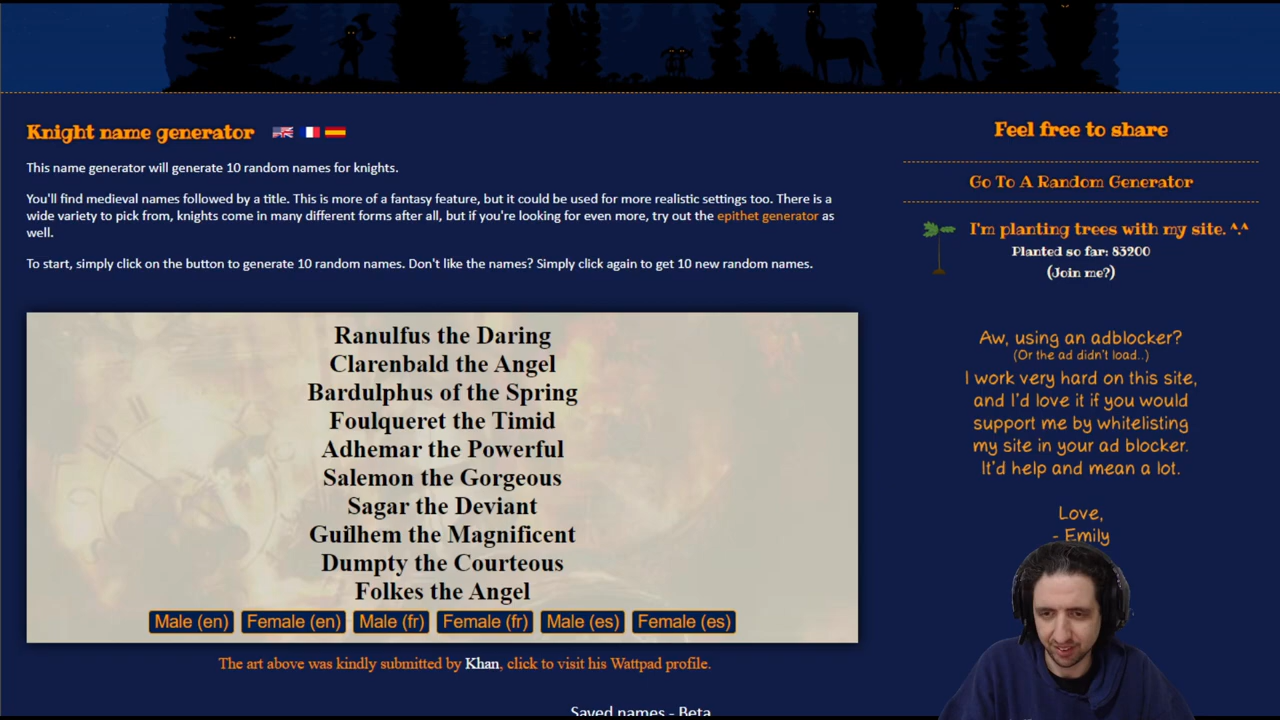 Knight name generator
This name generator will generate 10 random names for knights.
You'll find medieval names followed by a title. This is more of a fantasy feature, but it could be used for more realistic settings too. There is a
wide variety to pick from, knights come in many different forms after all, but if you're looking for even more, try out the epithet generator as
well.
To start, simply click on the button to generate 10 random names. Don't like the names? Simply click again to get 10 new random names.
Ranulfus the Daring
Clarenbald the Angel
Bardulphus of the Spring
Foulqueret the Timid
Adhemar the Powerful
Salemon the Gorgeous
Sagar the Deviant
Guilhem the Magnificent
Dumpty the Courteous
Folkes the Angel
Male (en) Female (en) Male (fr) Female (fr) Male (es) Female (es)
The art above was kindly submitted by Khan, click to visit his Wattpad profile.
Saved names - Beta
Feel free to share
Go To A Random Generator
I'm planting trees with my site. ^.^
Planted so far: 83200
(Join me?)
Aw, using an adblocker?
(Or the ad didn't load..)
I work very hard on this site,
and I'd love it if you would
support me by whitelisting
my site in your ad blocker.
It'd help and mean a lot.
Love,
- Emily